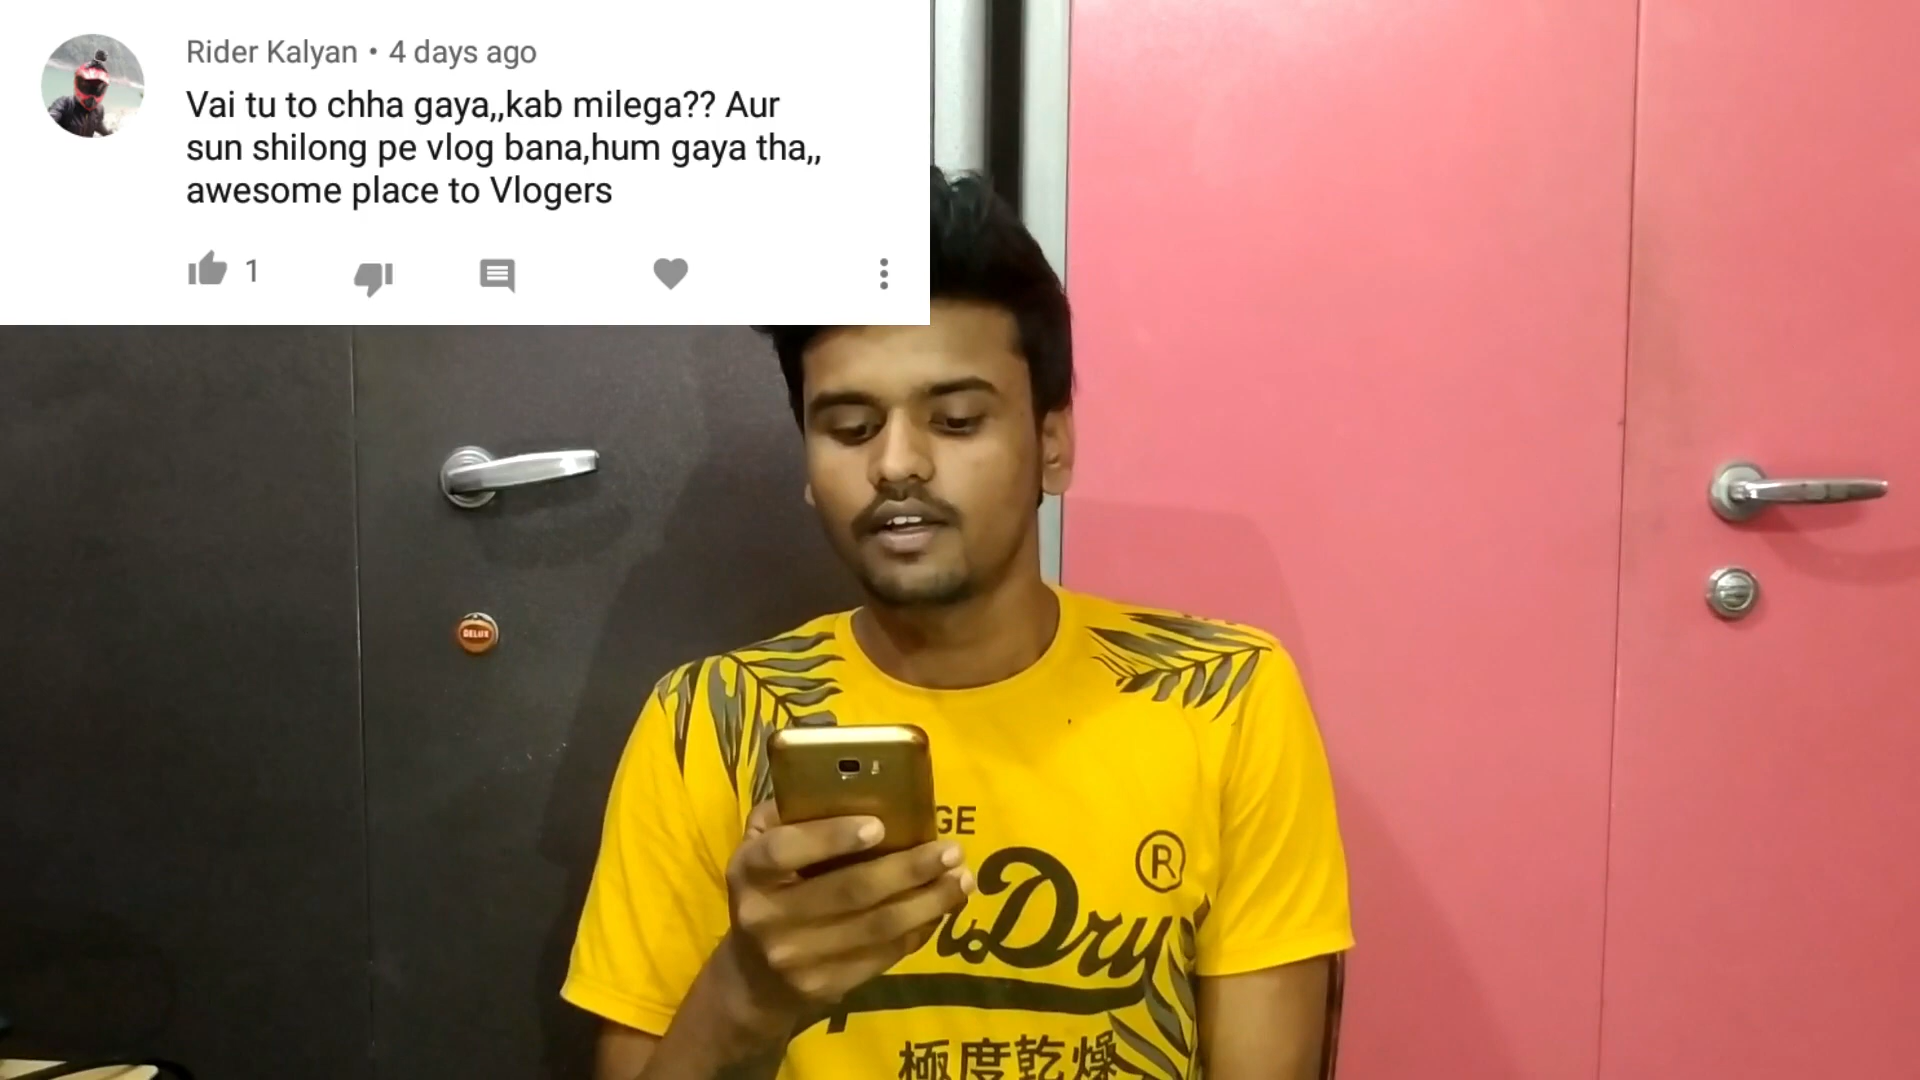 Rider Kalyan • 4 days ago
Vai tu to chha gaya,,kab milega?? Aur
sun shilong pe vlog bana,hum gaya tha,,
awesome place to Vlogers
1
DELUX
GE
®
Dry
極度乾燥